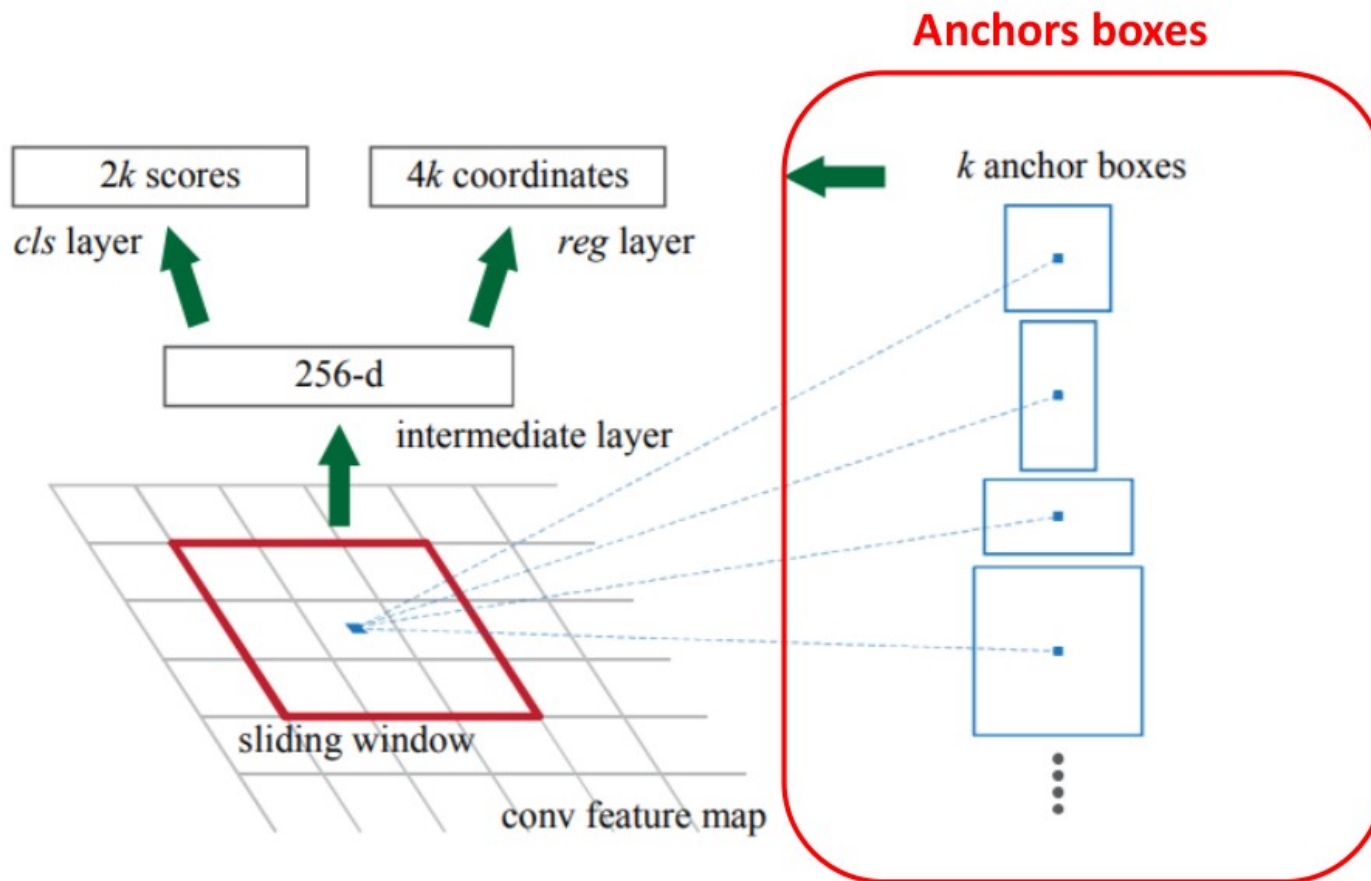 Anchors boxes
2k scores
4k coordinates
k anchor boxes
cls layer
reg layer
256-d
intermediate layer
sliding window
conv feature map